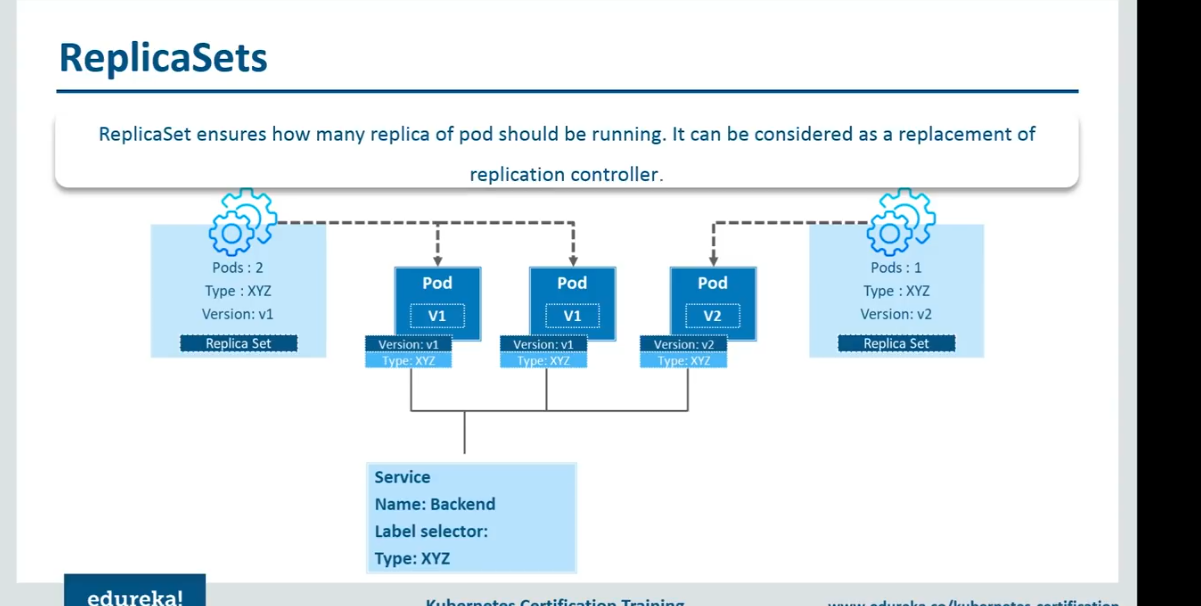 ReplicaSets
ReplicaSet ensures how many replica of pod should be running. It can be considered as a replacement of
replication controller.
Pods : 2
Type : XYZ
Version: v1
Replica Set
Pod
V1
Version: v1
Type: XYZ
Pod
V1
Version: v1
Type: XYZ
Pod
V2
Version: v2
Type: XYZ
Pods : 1
Type : XYZ
Version: v2
Replica Set
Service
Name: Backend
Label selector:
Type: XYZ
edureka!
Kubernetes Certification Training
www.edureka.co/kubernetes-certification